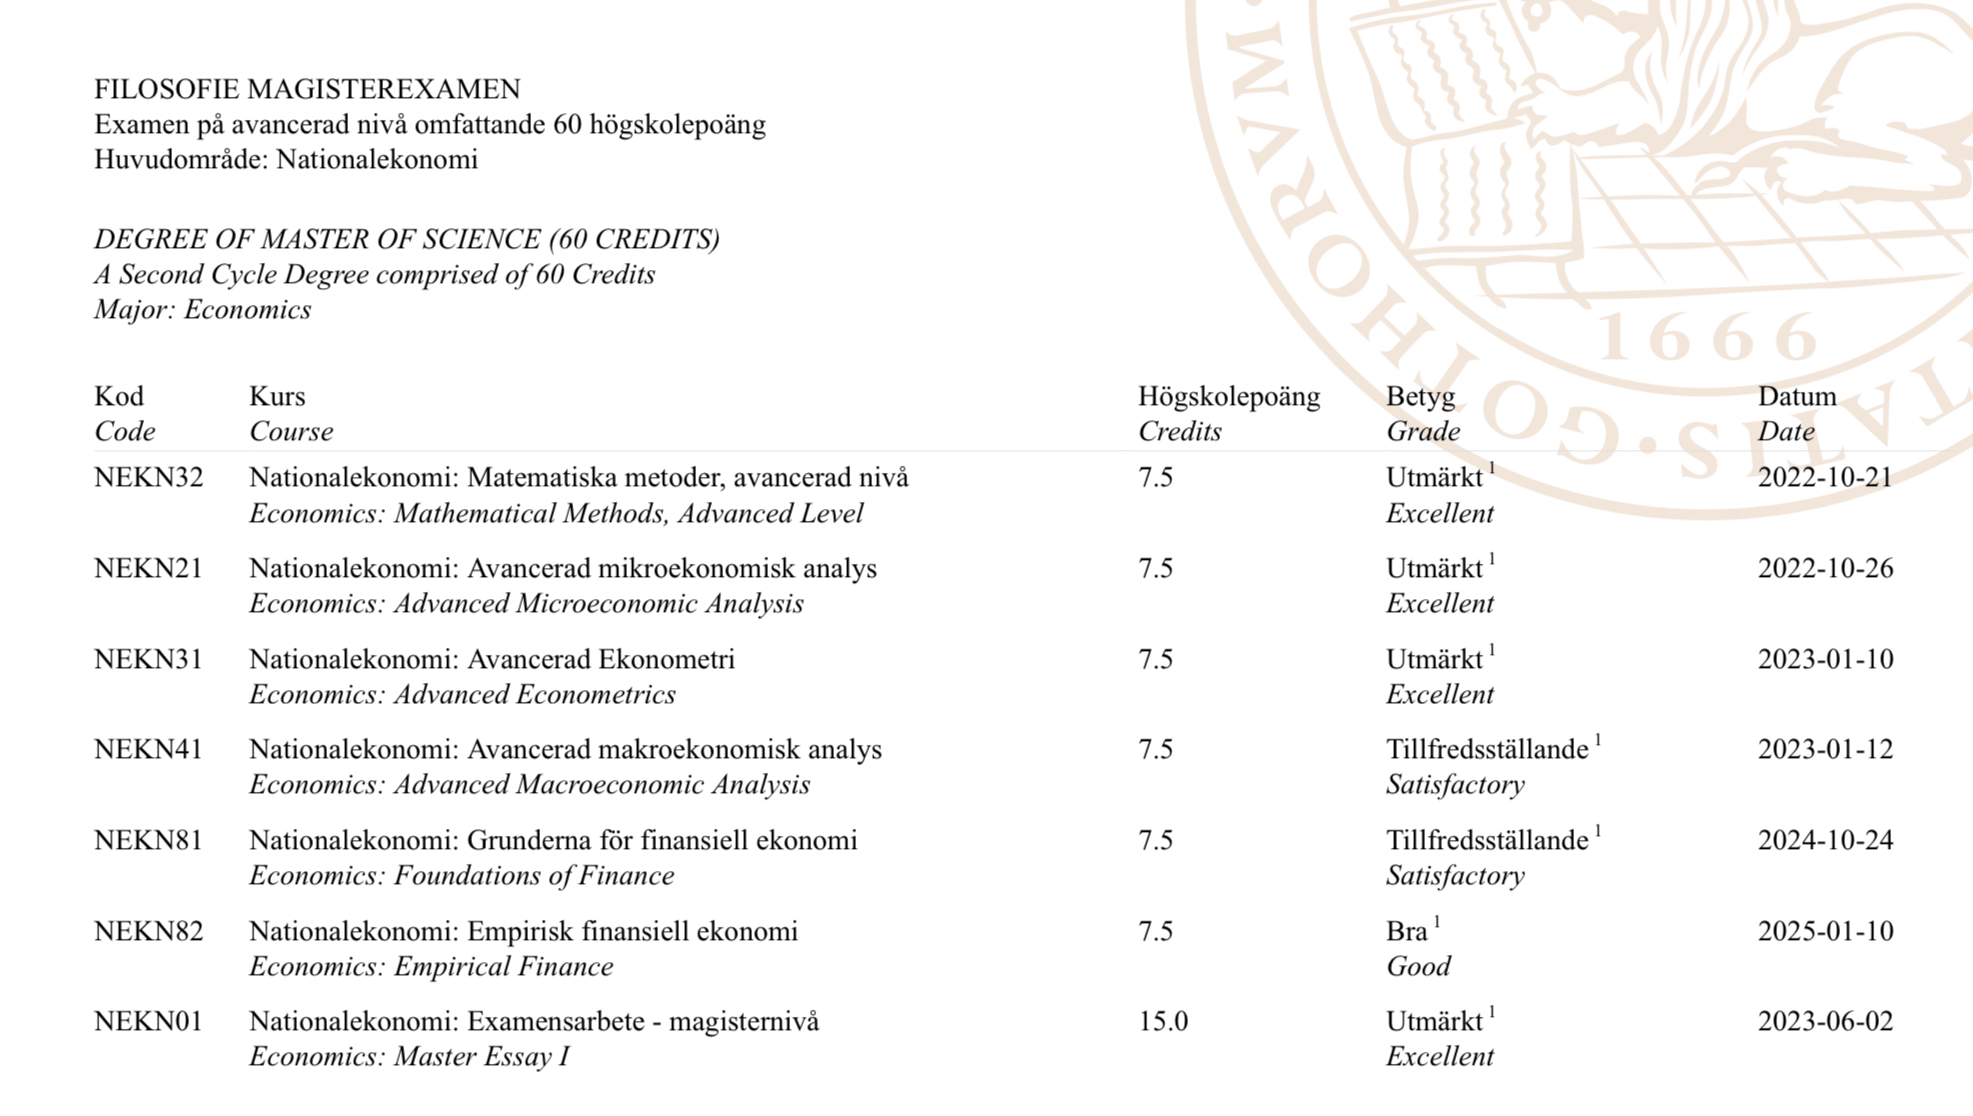 FILOSOFIE MAGISTEREXAMEN
Examen på avancerad nivå omfattande 60 högskolepoäng
Huvudområde: Nationalekonomi
DEGREE OF MASTER OF SCIENCE (60 CREDITS)
A Second Cycle Degree comprised of 60 Credits
Major: Economics
Kod Kurs Högskolepoäng Betyg Datum
Code Course Credits Grade Date
NEKN32 Nationalekonomi: Matematiska metoder, avancerad nivå 7.5 Utmärkt 1 2022-10-21
Economics: Mathematical Methods, Advanced Level Excellent
NEKN21 Nationalekonomi: Avancerad mikroekonomisk analys 7.5 Utmärkt 1 2022-10-26
Economics: Advanced Microeconomic Analysis Excellent
NEKN31 Nationalekonomi: Avancerad Ekonometri 7.5 Utmärkt 1 2023-01-10
Economics: Advanced Econometrics Excellent
NEKN41 Nationalekonomi: Avancerad makroekonomisk analys 7.5 Tillfredsställande 1 2023-01-12
Economics: Advanced Macroeconomic Analysis Satisfactory
NEKN81 Nationalekonomi: Grunderna för finansiell ekonomi 7.5 Tillfredsställande 1 2024-10-24
Economics: Foundations of Finance Satisfactory
NEKN82 Nationalekonomi: Empirisk finansiell ekonomi 7.5 Bra 1 2025-01-10
Economics: Empirical Finance Good
NEKN01 Nationalekonomi: Examensarbete - magisternivå 15.0 Utmärkt 1 2023-06-02
Economics: Master Essay I Excellent
1666